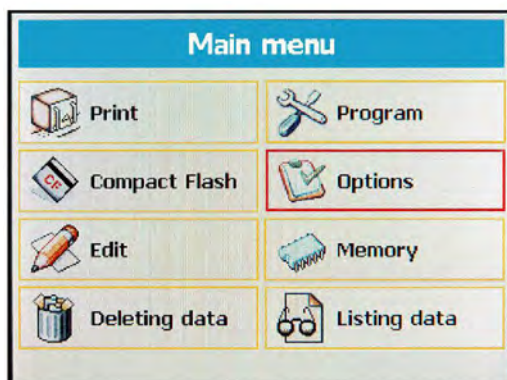 Main menu
Print
Program
CF
Compact Flash
Options
Edit
Memory
Deleting data
Listing data